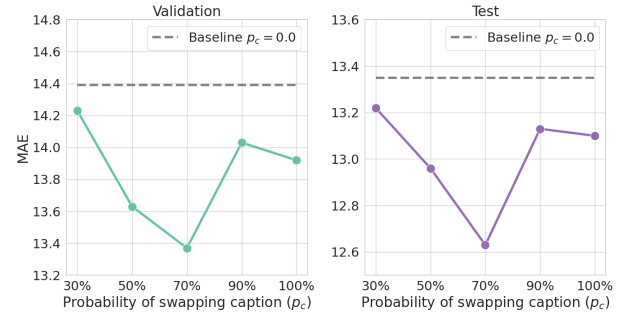 Validation
14.8
14.6
14.4
14.2
14.0
13.8
13.6
13.4
13.2
MAE
Baseline p_c = 0.0
30% 50% 70% 90% 100%
Probability of swapping caption (p_c)
Test
13.6
13.4
13.2
13.0
12.8
12.6
Baseline p_c = 0.0
30% 50% 70% 90% 100%
Probability of swapping caption (p_c)